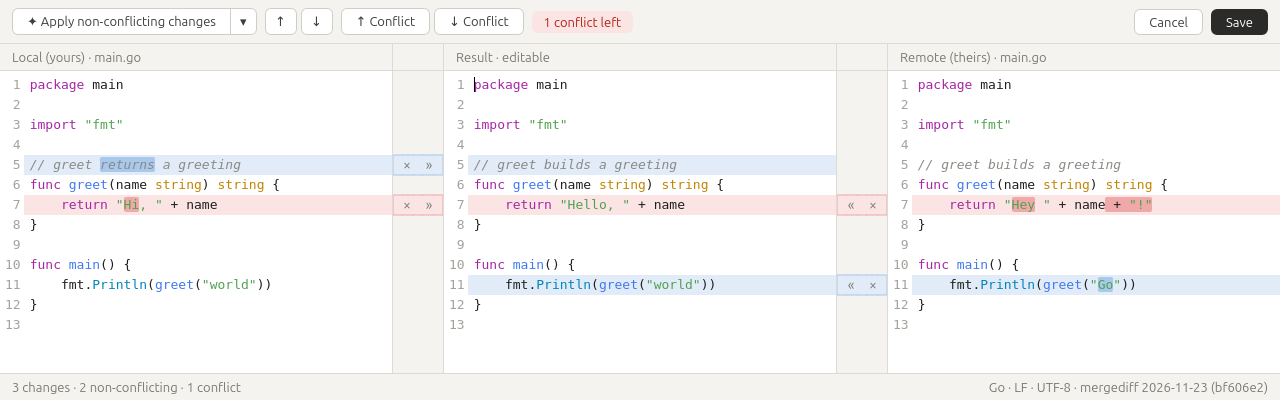 ✦ Apply non-conflicting changes ▾ ↑ ↓ ↑ Conflict ↓ Conflict 1 conflict left Cancel Save
Local (yours) · main.go
1 package main
2
3 import "fmt"
4
5 // greet returns a greeting × »
6 func greet(name string) string {
7     return "Hi, " + name × »
8 }
9
10 func main() {
11     fmt.Println(greet("world"))
12 }
13
Result · editable
1 package main
2
3 import "fmt"
4
5 // greet builds a greeting
6 func greet(name string) string {
7     return "Hello, " + name « ×
8 }
9
10 func main() {
11     fmt.Println(greet("world")) « ×
12 }
13
Remote (theirs) · main.go
1 package main
2
3 import "fmt"
4
5 // greet builds a greeting
6 func greet(name string) string {
7     return "Hey " + name + "!"
8 }
9
10 func main() {
11     fmt.Println(greet("Go"))
12 }
13
3 changes · 2 non-conflicting · 1 conflict
Go · LF · UTF-8 · mergediff 2026-11-23 (bf606e2)